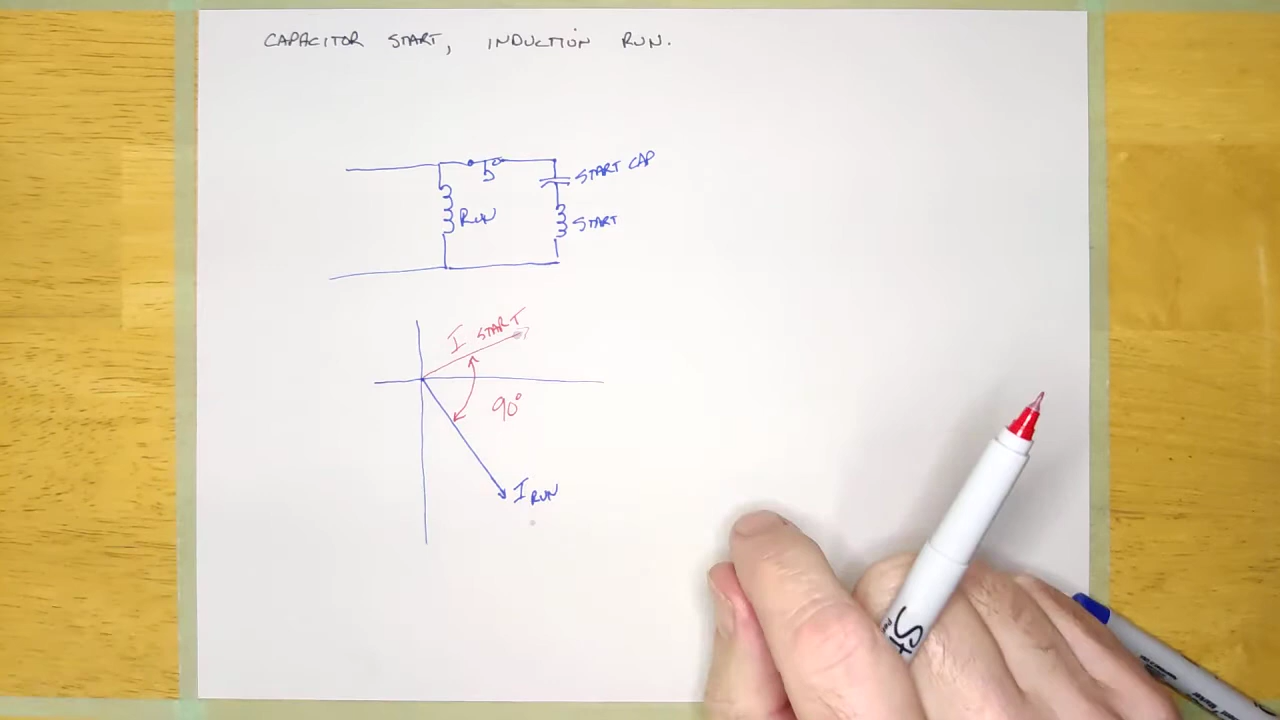 CAPACITOR START, INDUCTION RUN.
START CAP
RUN
START
I START
90°
I RUN